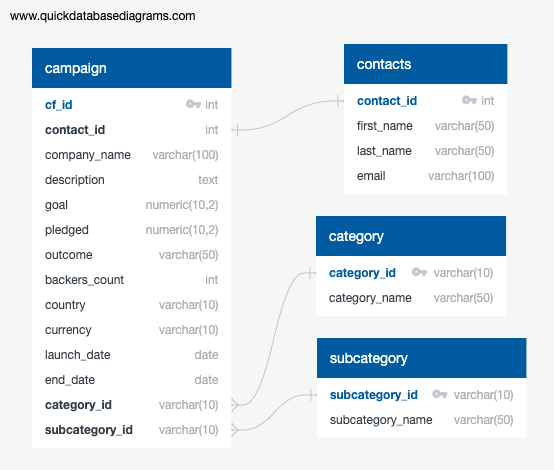 www.quickdatabasediagrams.com
campaign
cf_id int
contact_id int
company_name varchar(100)
description text
goal numeric(10,2)
pledged numeric(10,2)
outcome varchar(50)
backers_count int
country varchar(10)
currency varchar(10)
launch_date date
end_date date
category_id varchar(10)
subcategory_id varchar(10)
contacts
contact_id int
first_name varchar(50)
last_name varchar(50)
email varchar(100)
category
category_id varchar(10)
category_name varchar(50)
subcategory
subcategory_id varchar(10)
subcategory_name varchar(50)